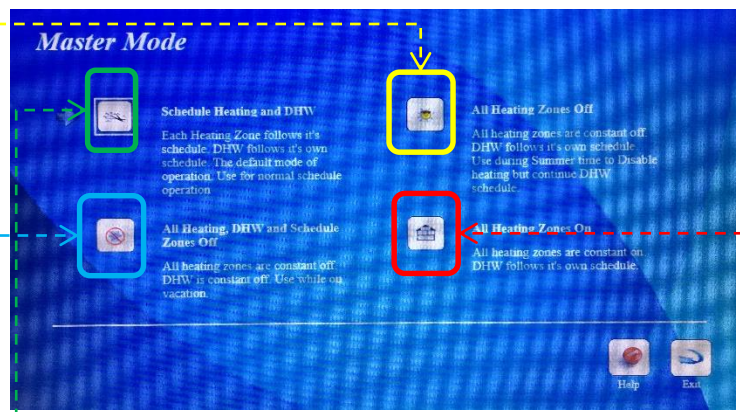 Master Mode
Schedule Heating and DHW
Each Heating Zone follows it's
schedule. DHW follows it's own
schedule. The default mode of
operation. Use for normal schedule
operation
All Heating Zones Off
All heating zones are constant off.
DHW follows it's own schedule.
Use during Summer time to Disable
heating but continue DHW
schedule.
All Heating, DHW and Schedule
Zones Off
All heating zones are constant off.
DHW is constant off. Use while on
vacation.
All Heating Zones On
All heating zones are constant on.
DHW follows it's own schedule.
Help
Exit